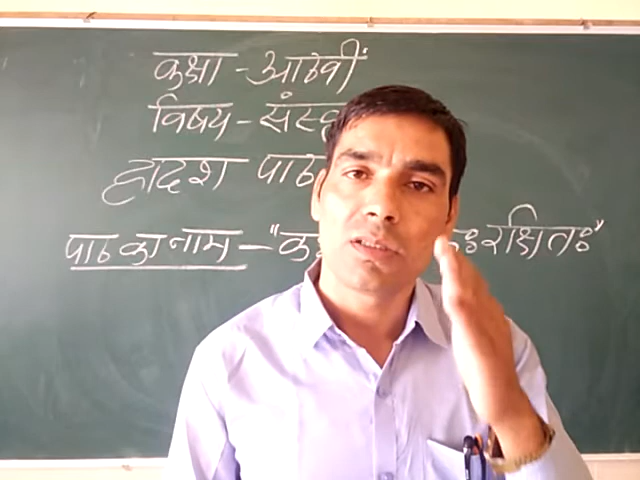 कक्षा - आठवीं
विषय -
द्वादश पाठ
पाठ का नाम - रक्षितः"